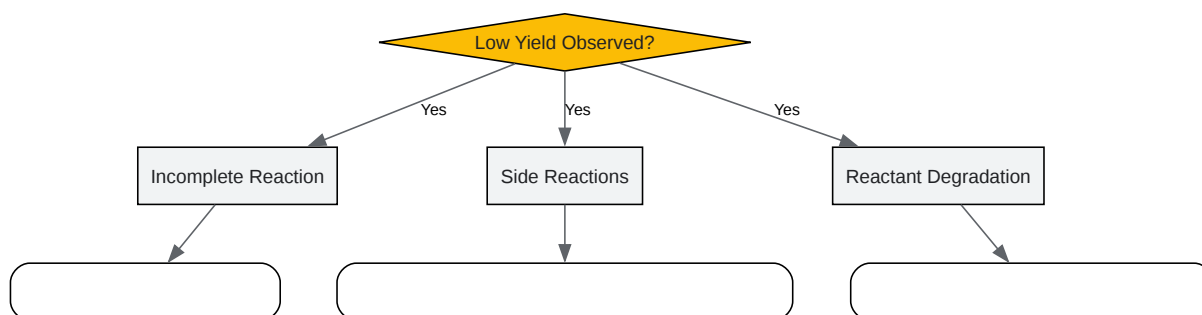 Low Yield Observed?
Yes
Yes
Yes
Incomplete Reaction
Side Reactions
Reactant Degradation